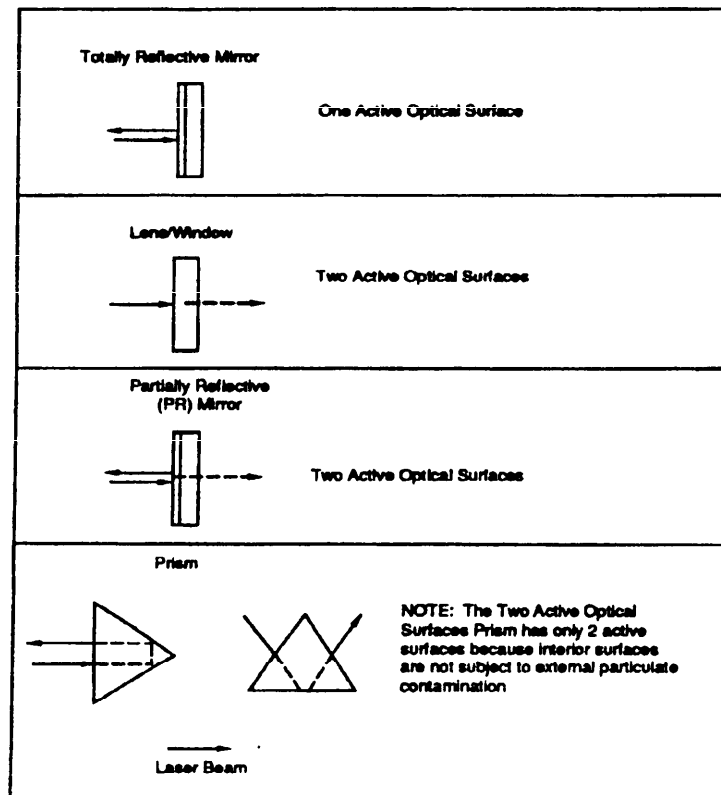 Totally Reflective Mirror
One Active Optical Surface
Lens/Window
Two Active Optical Surfaces
Partially Reflective
(PR) Mirror
Two Active Optical Surfaces
Prism
NOTE: The Two Active Optical
Surfaces Prism has only 2 active
surfaces because interior surfaces
are not subject to external particulate
contamination
Laser Beam